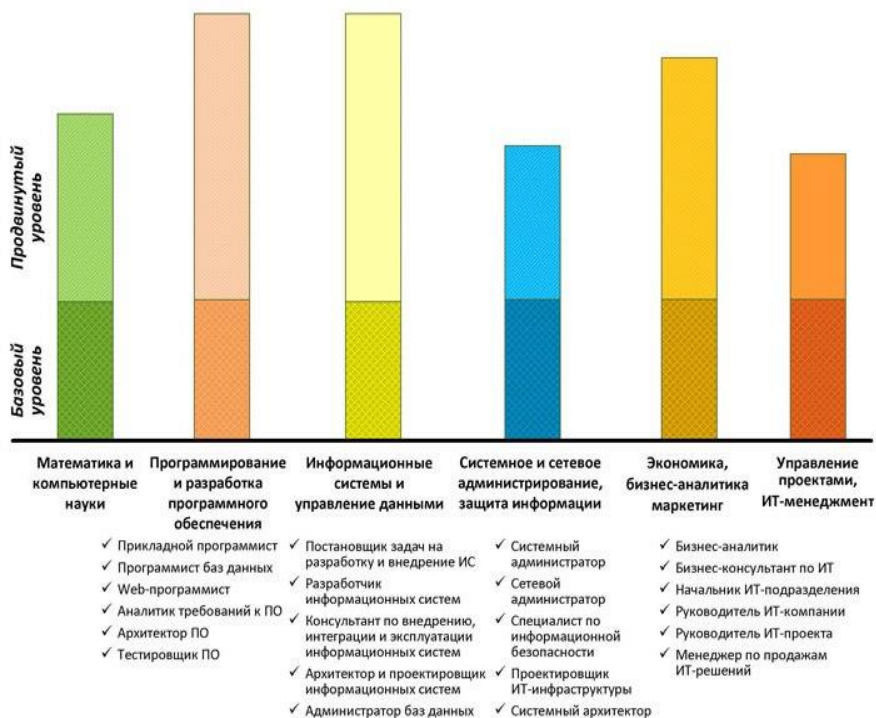 Продвинутый
уровень
Базовый
уровень
Математика и
компьютерные
науки
Программирование
и разработка
программного
обеспечения
Информационные
системы и
управление данными
Системное и сетевое
администрирование,
защита информации
Экономика,
бизнес-аналитика
маркетинг
Управление
проектами,
ИТ-менеджмент
✓ Прикладной программист
✓ Программист баз данных
✓ Web-программист
✓ Аналитик требований к ПО
✓ Архитектор ПО
✓ Тестировщик ПО
✓ Постановщик задач на
разработку и внедрение ИС
✓ Разработчик
информационных систем
✓ Консультант по внедрению,
интеграции и эксплуатации
информационных систем
✓ Архитектор и проектировщик
информационных систем
✓ Администратор баз данных
✓ Системный
администратор
✓ Сетевой
администратор
✓ Специалист по
информационной
безопасности
✓ Проектировщик
ИТ-инфраструктуры
✓ Системный архитектор
✓ Бизнес-аналитик
✓ Бизнес-консультант по ИТ
✓ Начальник ИТ-подразделения
✓ Руководитель ИТ-компании
✓ Руководитель ИТ-проекта
✓ Менеджер по продажам
ИТ-решений